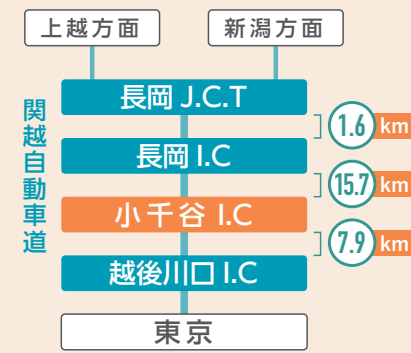 上越方面
新潟方面
関越自動車道
長岡 J.C.T
1.6 km
長岡 I.C
15.7 km
小千谷 I.C
7.9 km
越後川口 I.C
東京